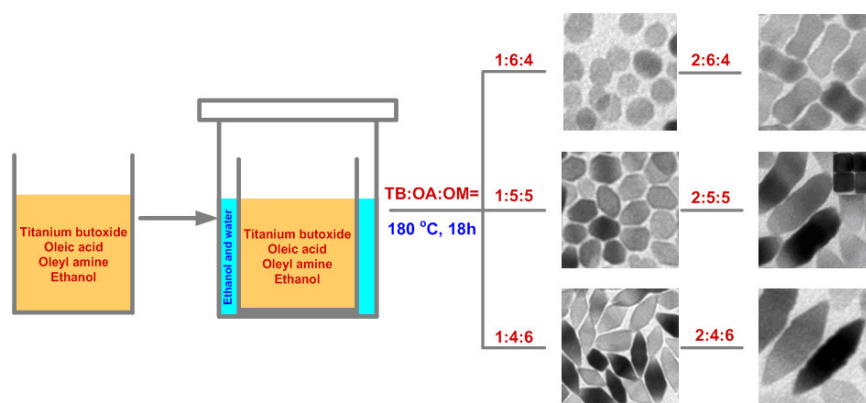 Titanium butoxide
Oleic acid
Oleyl amine
Ethanol
Ethanol and water
Titanium butoxide
Oleic acid
Oleyl amine
Ethanol
TB:OA:OM=
180 °C, 18h
1:6:4
2:6:4
1:5:5
2:5:5
1:4:6
2:4:6